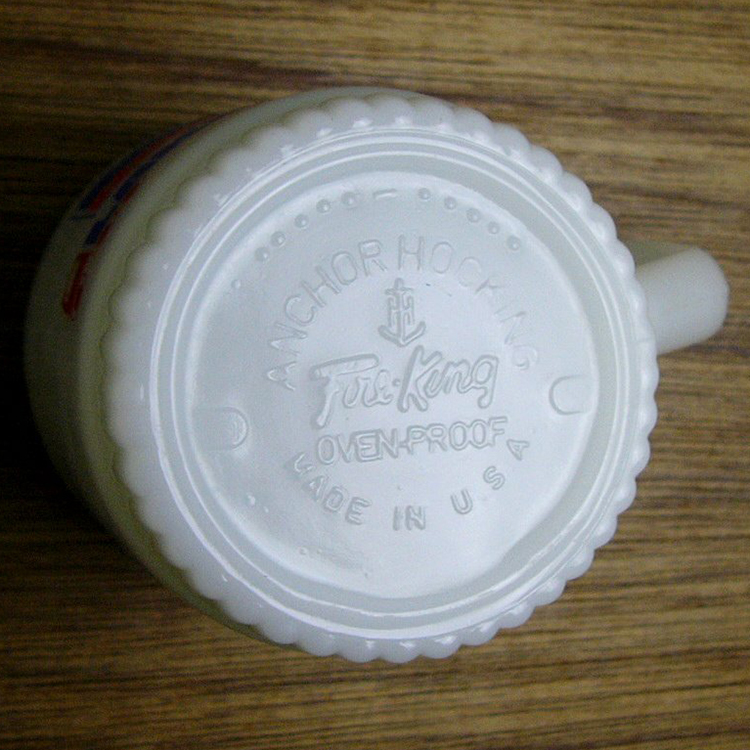 ANCHOR HOCKING
Fire-King
OVEN-PROOF
MADE IN U S A